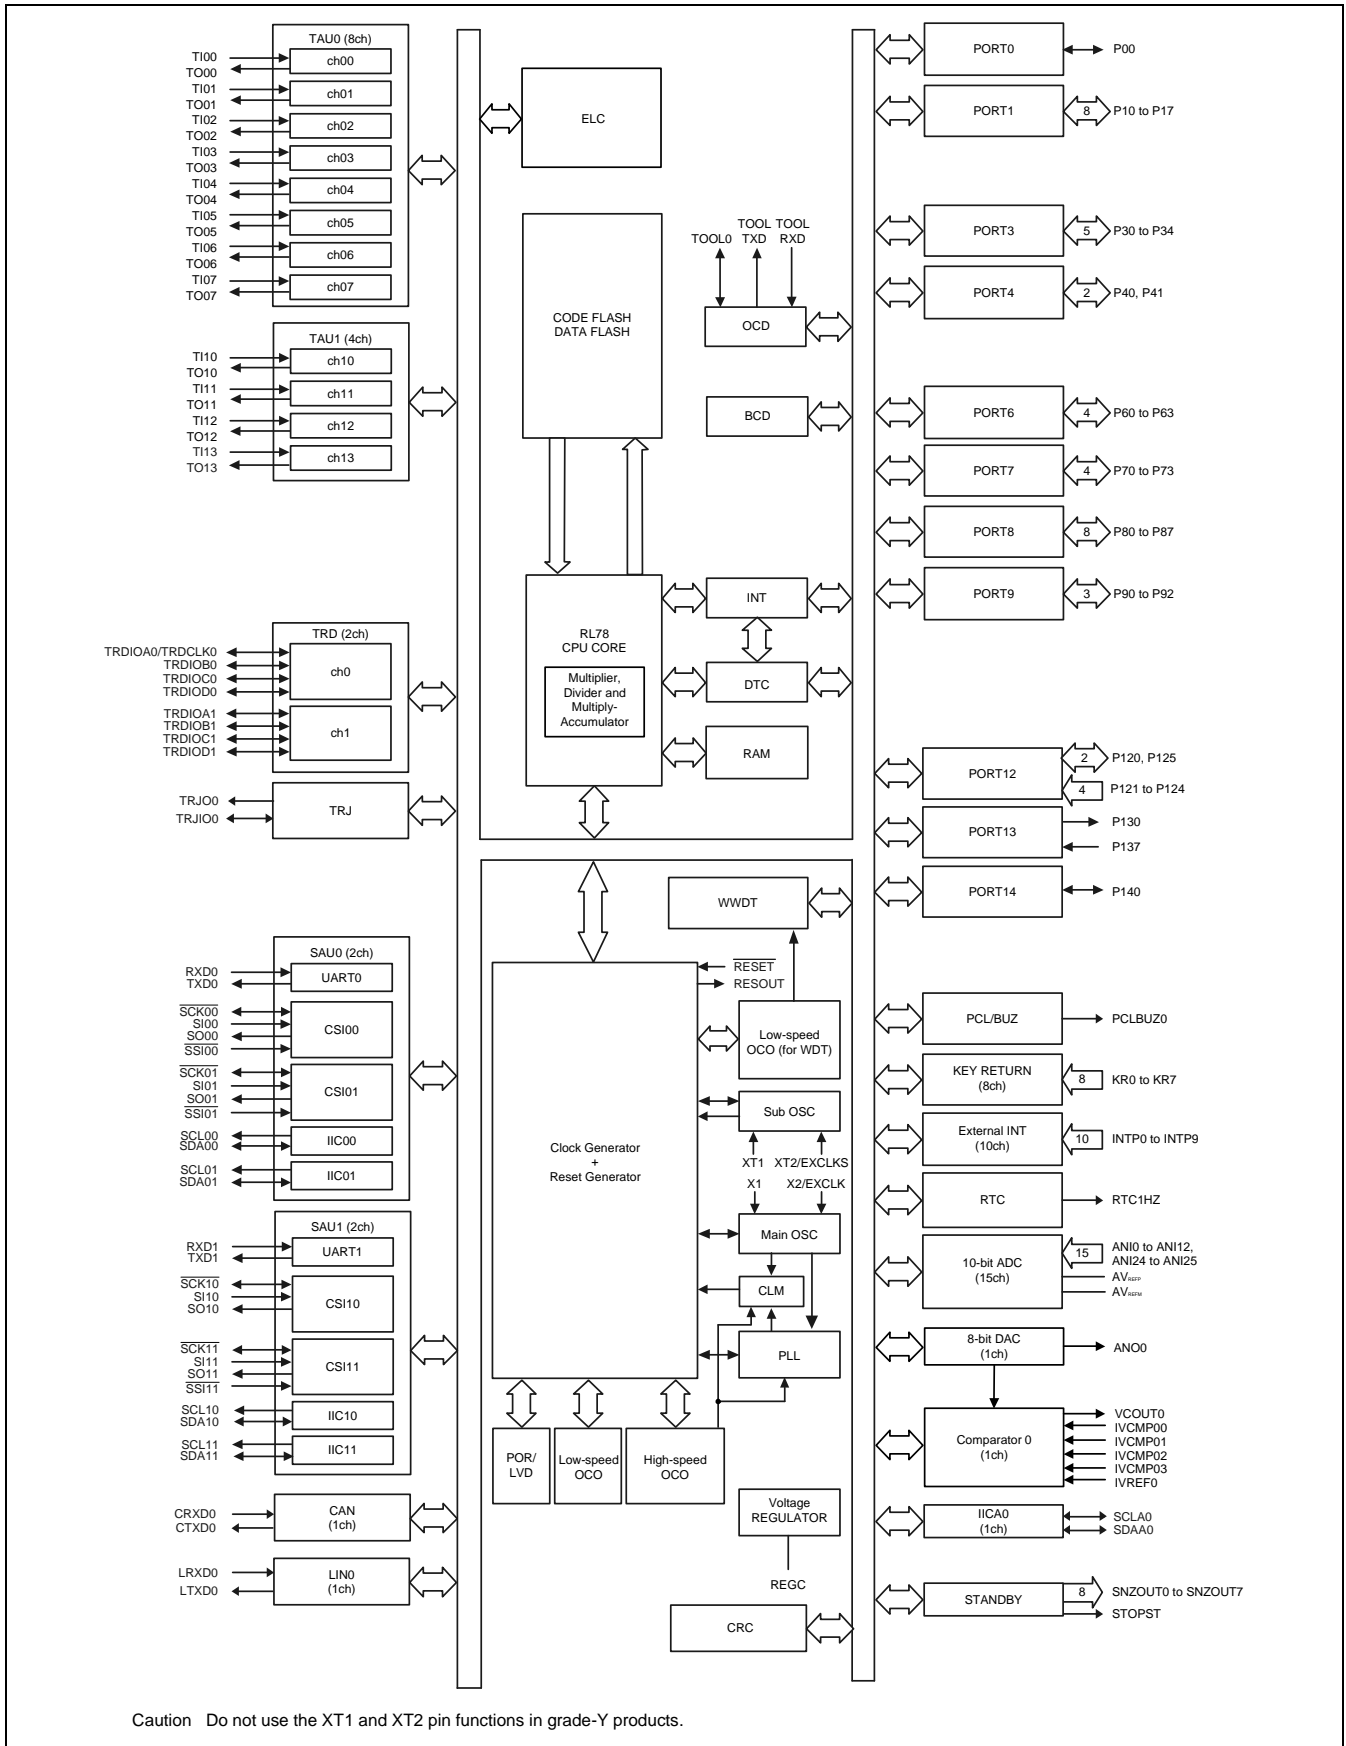 TAU0 (8ch)
TI00
TO00
ch00
TI01
TO01
ch01
TI02
TO02
ch02
TI03
TO03
ch03
TI04
TO04
ch04
TI05
TO05
ch05
TI06
TO06
ch06
TI07
TO07
ch07
TAU1 (4ch)
TI10
TO10
ch10
TI11
TO11
ch11
TI12
TO12
ch12
TI13
TO13
ch13
TRD (2ch)
TRDIOA0/TRDCLK0
TRDIOB0
TRDIOC0
TRDIOD0
ch0
TRDIOA1
TRDIOB1
TRDIOC1
TRDIOD1
ch1
TRJO0
TRJIO0
TRJ
SAU0 (2ch)
RXD0
TXD0
UART0
SCK00
SI00
SO00
SSI00
CSI00
SCK01
SI01
SO01
SSI01
CSI01
SCL00
SDA00
IIC00
SCL01
SDA01
IIC01
SAU1 (2ch)
RXD1
TXD1
UART1
SCK10
SI10
SO10
CSI10
SCK11
SI11
SO11
SSI11
CSI11
SCL10
SDA10
IIC10
SCL11
SDA11
IIC11
CRXD0
CTXD0
CAN
(1ch)
LRXD0
LTXD0
LIN0
(1ch)
ELC
CODE FLASH
DATA FLASH
TOOL0
TOOL
TXD
TOOL
RXD
OCD
BCD
RL78
CPU CORE
Multiplier,
Divider and
Multiply-
Accumulator
INT
DTC
RAM
WWDT
RESET
RESOUT
Clock Generator
+
Reset Generator
Low-speed
OCO (for WDT)
Sub OSC
XT1
XT2/EXCLKS
X1
X2/EXCLK
Main OSC
CLM
PLL
POR/
LVD
Low-speed
OCO
High-speed
OCO
Voltage
REGULATOR
REGC
CRC
PORT0
P00
PORT1
8
P10 to P17
PORT3
5
P30 to P34
PORT4
2
P40, P41
PORT6
4
P60 to P63
PORT7
4
P70 to P73
PORT8
8
P80 to P87
PORT9
3
P90 to P92
PORT12
2
P120, P125
4
P121 to P124
PORT13
P130
P137
PORT14
P140
PCL/BUZ
PCLBUZ0
KEY RETURN
(8ch)
8
KR0 to KR7
External INT
(10ch)
10
INTP0 to INTP9
RTC
RTC1HZ
10-bit ADC
(15ch)
15
ANI0 to ANI12,
ANI24 to ANI25
AVREFP
AVREFM
8-bit DAC
(1ch)
ANO0
Comparator 0
(1ch)
VCOUT0
IVCMP00
IVCMP01
IVCMP02
IVCMP03
IVREF0
IICA0
(1ch)
SCLA0
SDAA0
STANDBY
8
SNZOUT0 to SNZOUT7
STOPST
Caution Do not use the XT1 and XT2 pin functions in grade-Y products.